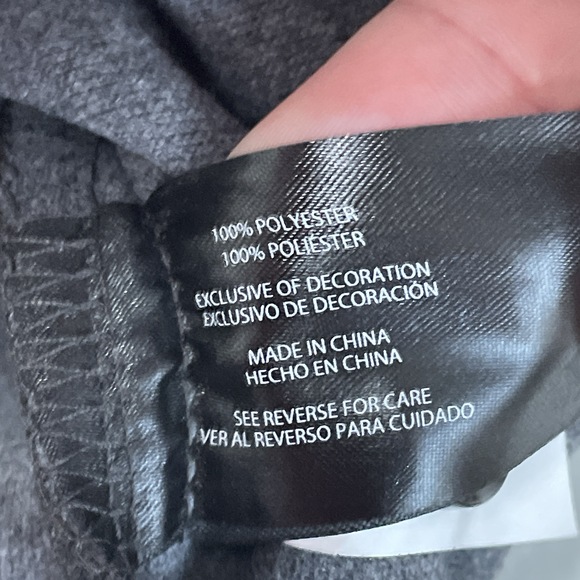 100% POLYESTER
100% POLIÉSTER
EXCLUSIVE OF DECORATION
EXCLUSIVO DE DECORACIÓN
MADE IN CHINA
HECHO EN CHINA
SEE REVERSE FOR CARE
VER AL REVERSO PARA CUIDADO